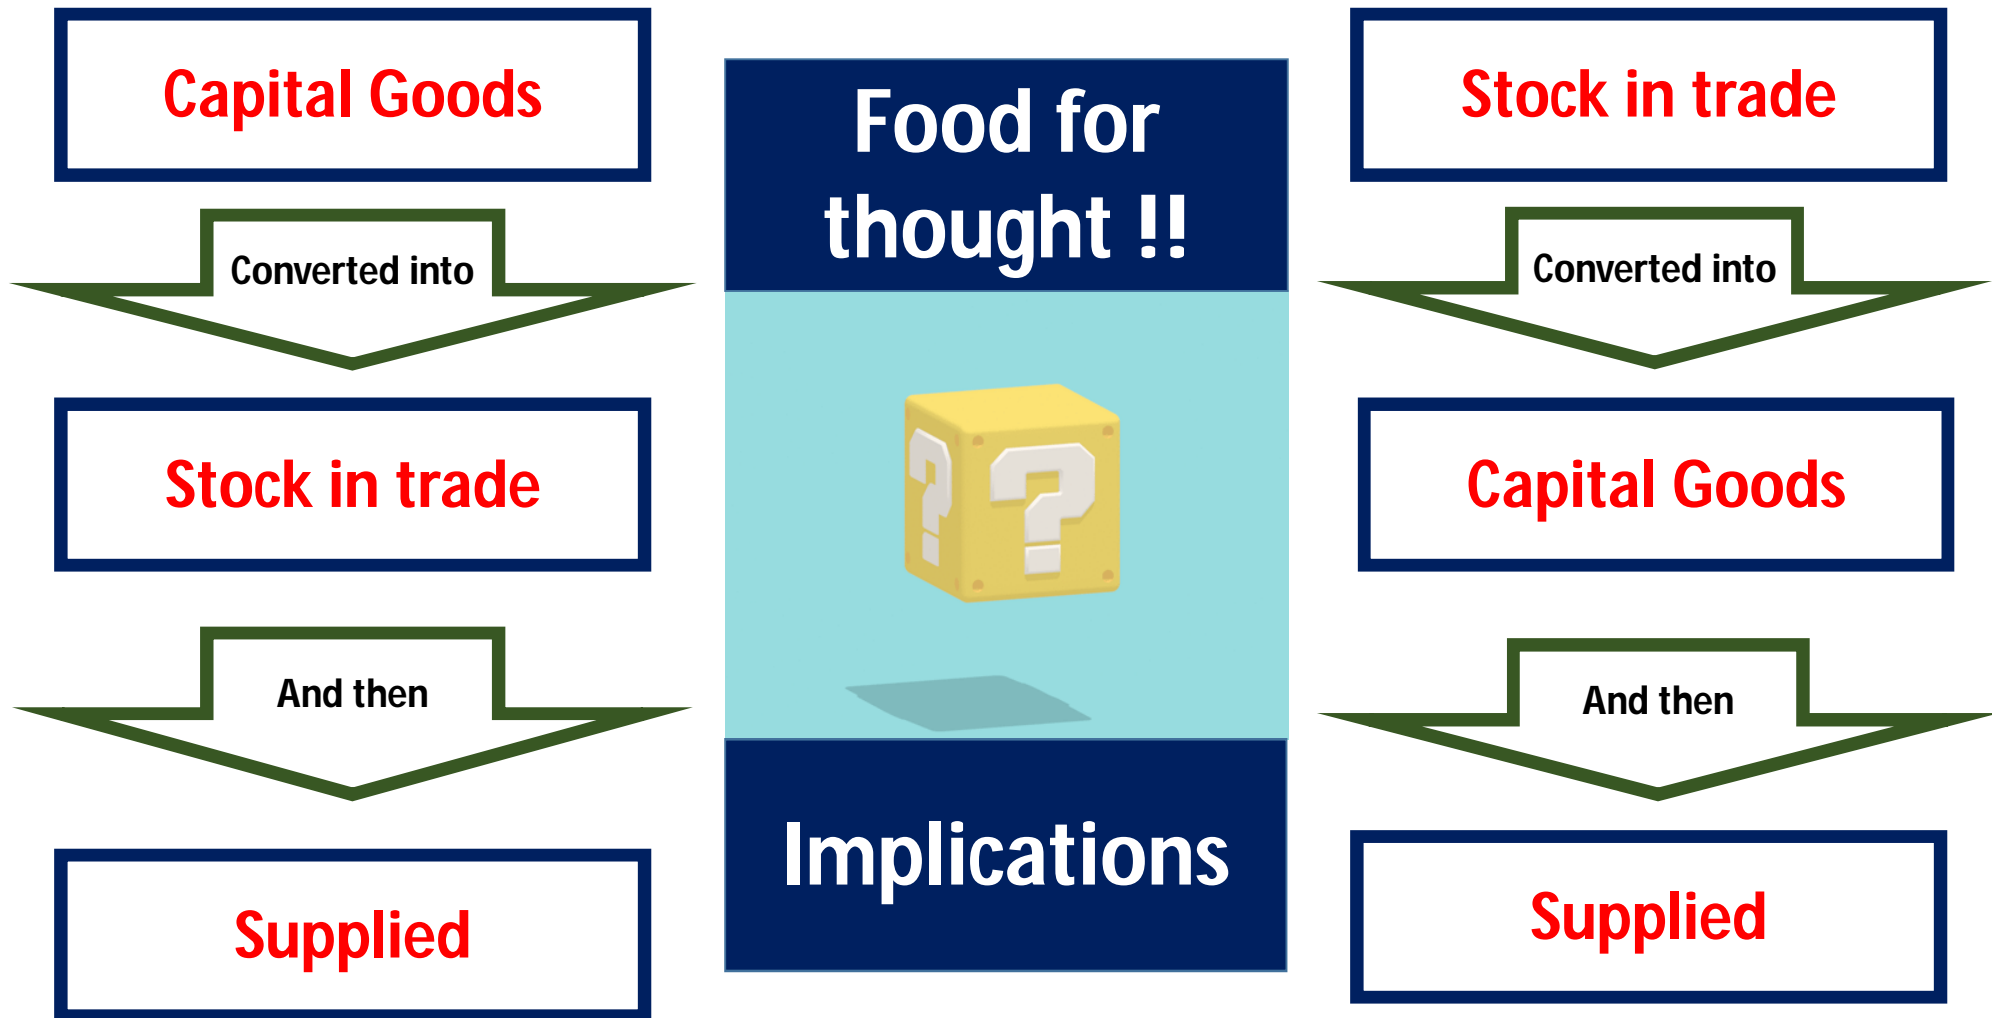 Capital Goods
Converted into
Stock in trade
And then
Supplied
Food for
thought !!
? ?
Implications
Stock in trade
Converted into
Capital Goods
And then
Supplied